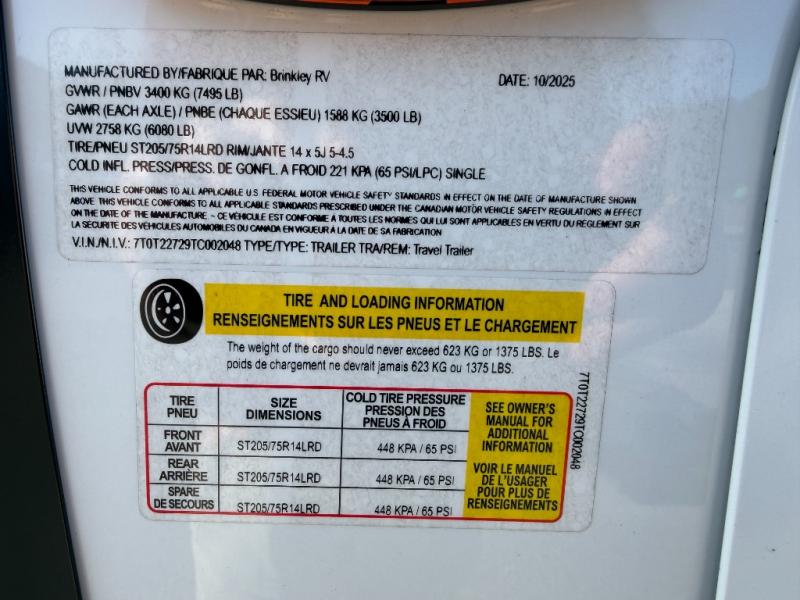 MANUFACTURED BY/FABRIQUE PAR: Brinkley RV DATE: 10/2025
GVWR / PNBV 3400 KG (7495 LB)
GAWR (EACH AXLE) / PNBE (CHAQUE ESSIEU) 1588 KG (3500 LB)
UVW 2758 KG (6080 LB)
TIRE/PNEU ST205/75R14LRD RIM/JANTE 14 x 5J 5-4.5
COLD INFL. PRESS/PRESS. DE GONFL. A FROID 221 KPA (65 PSI/LPC) SINGLE
THIS VEHICLE CONFORMS TO ALL APPLICABLE U.S. FEDERAL MOTOR VEHICLE SAFETY STANDARDS IN EFFECT ON THE DATE OF MANUFACTURE SHOWN
ABOVE THIS VEHICLE CONFORMS TO ALL APPLICABLE STANDARDS PRESCRIBED UNDER THE CANADIAN MOTOR VEHICLE SAFETY REGULATIONS IN EFFECT
ON THE DATE OF THE MANUFACTURE ~ CE VÉHICULE EST CONFORME A TOUTES LES NORMES QUI LUI SONT APPLICABLES EN VERTU DU RÉGLEMENT SUR
LA SÉCURITÉ DES VÉHICULES AUTOMOBILES DU CANADA EN VIGUEUR À LA DATE DE SA FABRICATION
V.I.N./N.I.V.: 7T0T22729TC002048 TYPE/TYPE: TRAILER TRA/REM: Travel Trailer
TIRE AND LOADING INFORMATION
RENSEIGNEMENTS SUR LES PNEUS ET LE CHARGEMENT
The weight of the cargo should never exceed 623 KG or 1375 LBS. Le
poids de chargement ne devrait jamais 623 KG ou 1375 LBS.
TIRE
PNEU
SIZE
DIMENSIONS
COLD TIRE PRESSURE
PRESSION DES
PNEUS À FROID
FRONT
AVANT
ST205/75R14LRD
448 KPA / 65 PSI
REAR
ARRIÈRE
ST205/75R14LRD
448 KPA / 65 PSI
SPARE
DE SECOURS
ST205/75R14LRD
448 KPA / 65 PSI
SEE OWNER'S
MANUAL FOR
ADDITIONAL
INFORMATION
VOIR LE MANUEL
DE L'USAGER
POUR PLUS DE
RENSEIGNEMENTS
7T0T22729TC002048